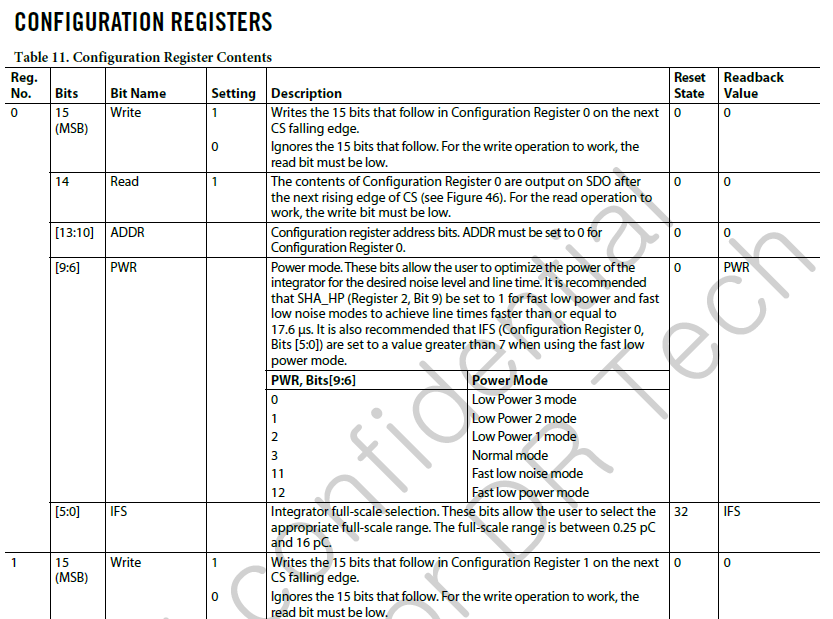 CONFIGURATION REGISTERS
Table 11. Configuration Register Contents
Reg. No. Bits Bit Name Setting Description Reset State Readback Value
0 15 (MSB) Write 1 Writes the 15 bits that follow in Configuration Register 0 on the next 0 0
CS falling edge.
0 Ignores the 15 bits that follow. For the write operation to work, the
read bit must be low.
14 Read 1 The contents of Configuration Register 0 are output on SDO after 0 0
the next rising edge of CS (see Figure 46). For the read operation to
work, the write bit must be low.
[13:10] ADDR Configuration register address bits. ADDR must be set to 0 for 0 0
Configuration Register 0.
[9:6] PWR Power mode. These bits allow the user to optimize the power of the 0 PWR
integrator for the desired noise level and line time. It is recommended
that SHA_HP (Register 2, Bit 9) be set to 1 for fast low power and fast
low noise modes to achieve line times faster than or equal to
17.6 µs. It is also recommended that IFS (Configuration Register 0,
Bits [5:0]) are set to a value greater than 7 when using the fast low
power mode.
PWR, Bits[9:6] Power Mode
0 Low Power 3 mode
1 Low Power 2 mode
2 Low Power 1 mode
3 Normal mode
11 Fast low noise mode
12 Fast low power mode
[5:0] IFS Integrator full-scale selection. These bits allow the user to select the 32 IFS
appropriate full-scale range. The full-scale range is between 0.25 pC
and 16 pC.
1 15 (MSB) Write 1 Writes the 15 bits that follow in Configuration Register 1 on the next 0 0
CS falling edge.
0 Ignores the 15 bits that follow. For the write operation to work, the
read bit must be low.
confidential
or DR Tech